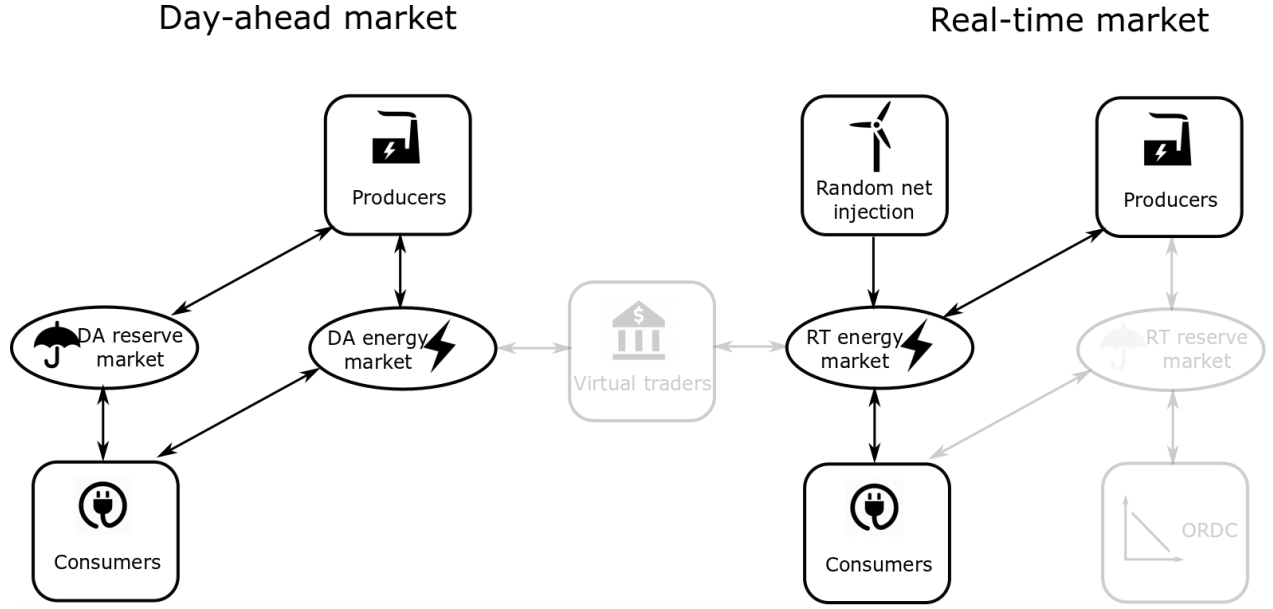 Day-ahead market
Real-time market
Producers
Random net
injection
Producers
DA reserve
market
DA energy
market
$
Virtual traders
RT energy
market
RT reserve
market
Consumers
Consumers
ORDC